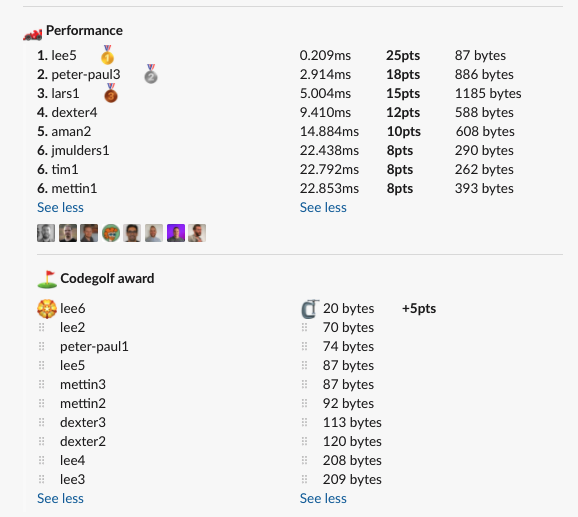 Performance
1. lee5 0.209ms 25pts 87 bytes
2. peter-paul3 2.914ms 18pts 886 bytes
3. lars1 5.004ms 15pts 1185 bytes
4. dexter4 9.410ms 12pts 588 bytes
5. aman2 14.884ms 10pts 608 bytes
6. jmulders1 22.438ms 8pts 290 bytes
6. tim1 22.792ms 8pts 262 bytes
6. mettin1 22.853ms 8pts 393 bytes
See less See less
Codegolf award
lee6 20 bytes +5pts
lee2 70 bytes
peter-paul1 74 bytes
lee5 87 bytes
mettin3 87 bytes
mettin2 92 bytes
dexter3 113 bytes
dexter2 120 bytes
lee4 208 bytes
lee3 209 bytes
See less See less